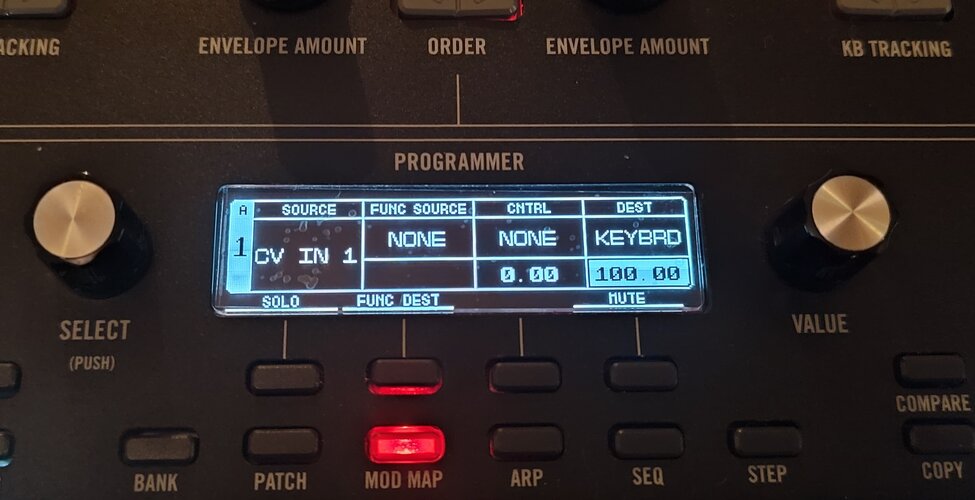 ACKING
ENVELOPE AMOUNT
ORDER
ENVELOPE AMOUNT
KB TRACKING
PROGRAMMER
A SOURCE FUNC SOURCE CNTRL DEST
1 CV IN 1 NONE NONE KEYBRD
0.00 100.00
SOLO FUNC DEST MUTE
SELECT
(PUSH)
VALUE
COMPARE
BANK
PATCH
MOD MAP
ARP
SEQ
STEP
COPY